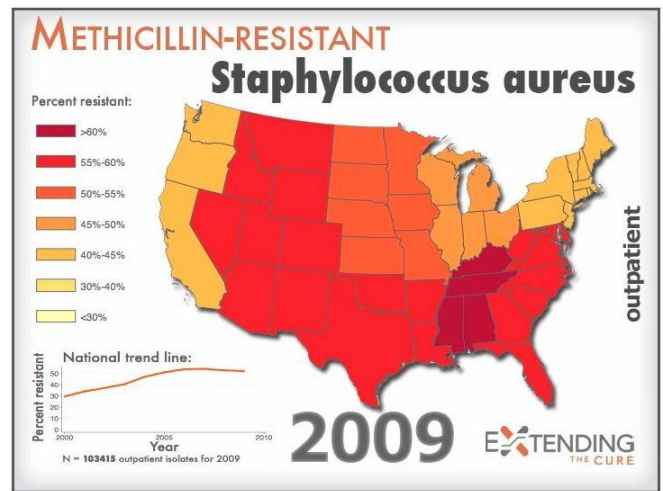 METHICILLIN-RESISTANT
Staphylococcus aureus
Percent resistant:
>60%
55%-60%
50%-55%
45%-50%
40%-45%
30%-40%
<30%
outpatient
National trend line:
Percent resistant
50
40
30
20
10
0
2000
2005
2010
Year
N = 103415 outpatient isolates for 2009
2009
EXTENDING
THE CURE